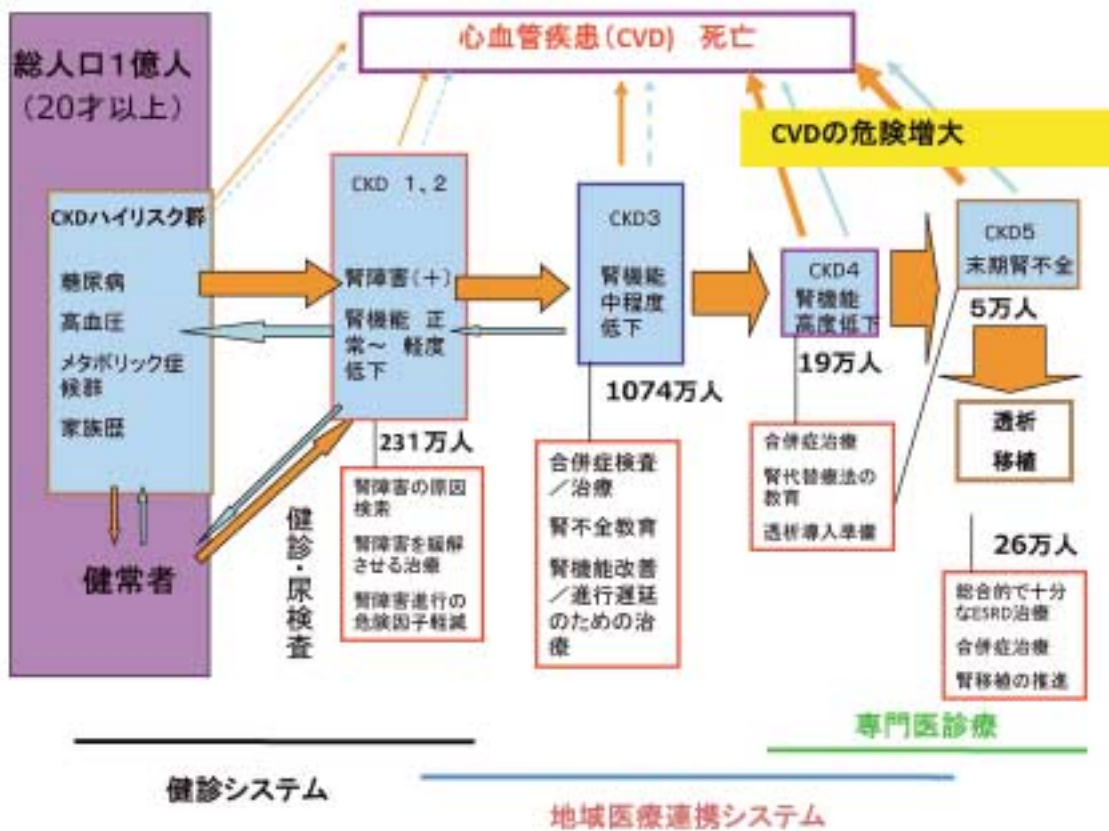 心血管疾患(CVD) 死亡
総人口1億人
(20才以上)
CVDの危険増大
CKDハイリスク群
糖尿病
高血圧
メタボリック症
候群
家族歴
健常者
CKD 1、2
腎障害(+)
腎機能 正
常~ 軽度
低下
231万人
腎障害の原因
検索
腎障害を緩解
させる治療
腎障害進行の
危険因子軽減
健診・尿検査
CKD3
腎機能
中程度
低下
1074万人
合併症検査
/治療
腎不全教育
腎機能改善
/進行遅延
のための治
療
CKD4
腎機能
高度低下
19万人
合併症治療
腎代替療法の
教育
透析導入準備
CKD5
末期腎不全
5万人
透析
移植
26万人
総合的で十分
なESRD治療
合併症治療
腎移植の推進
専門医診療
健診システム
地域医療連携システム